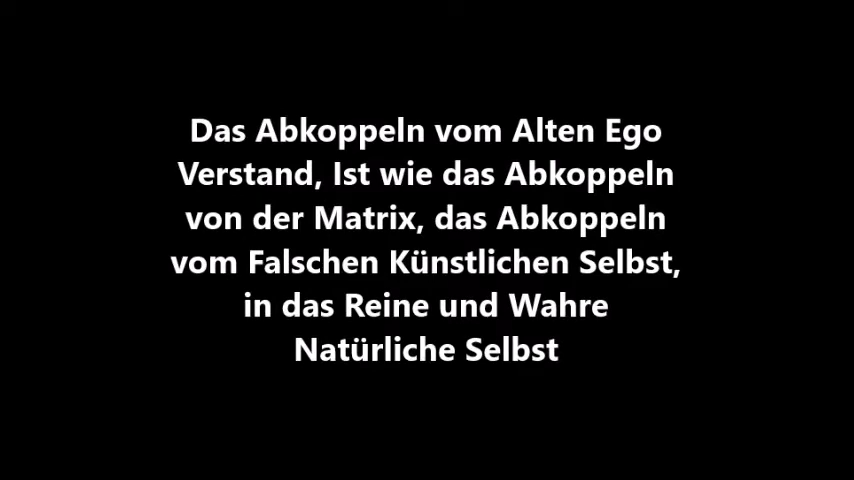 Das Abkoppeln vom Alten Ego
Verstand, Ist wie das Abkoppeln
von der Matrix, das Abkoppeln
vom Falschen Künstlichen Selbst,
in das Reine und Wahre
Natürliche Selbst